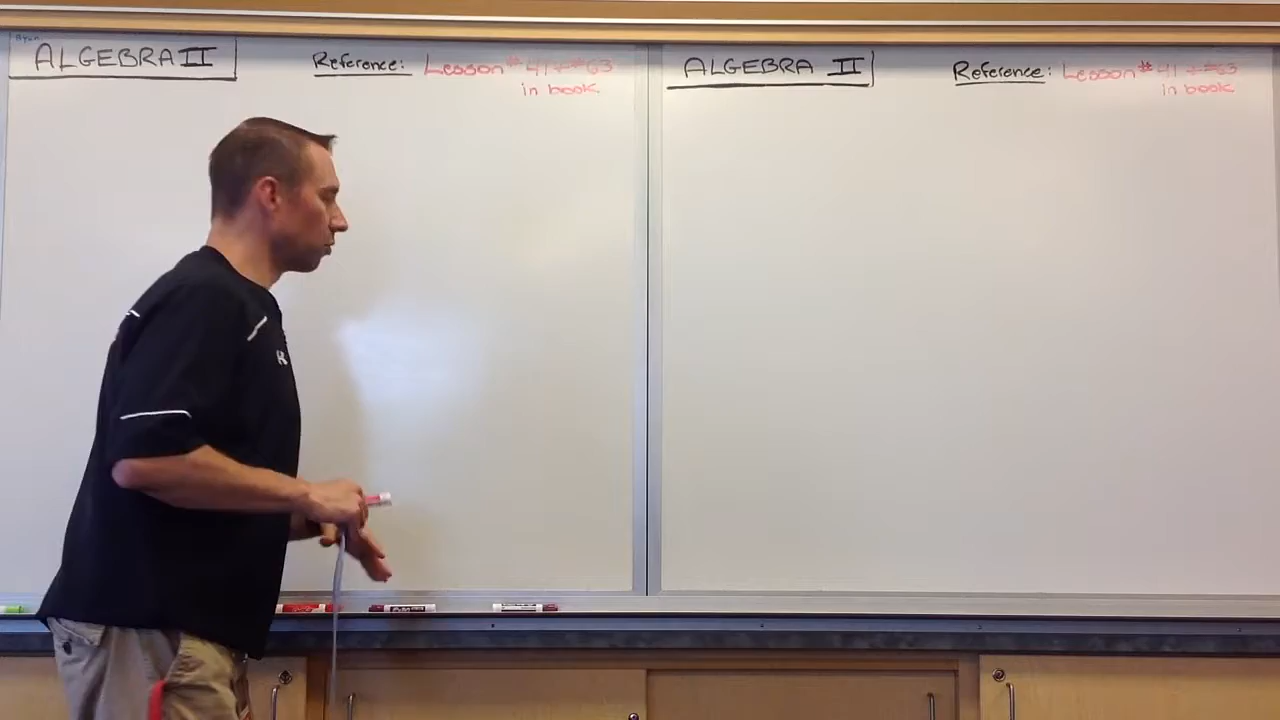 ALGEBRA II
Reference: Lesson # 41 + #63
in book.
ALGEBRA II
Reference: Lesson # 41 + #63
in book.